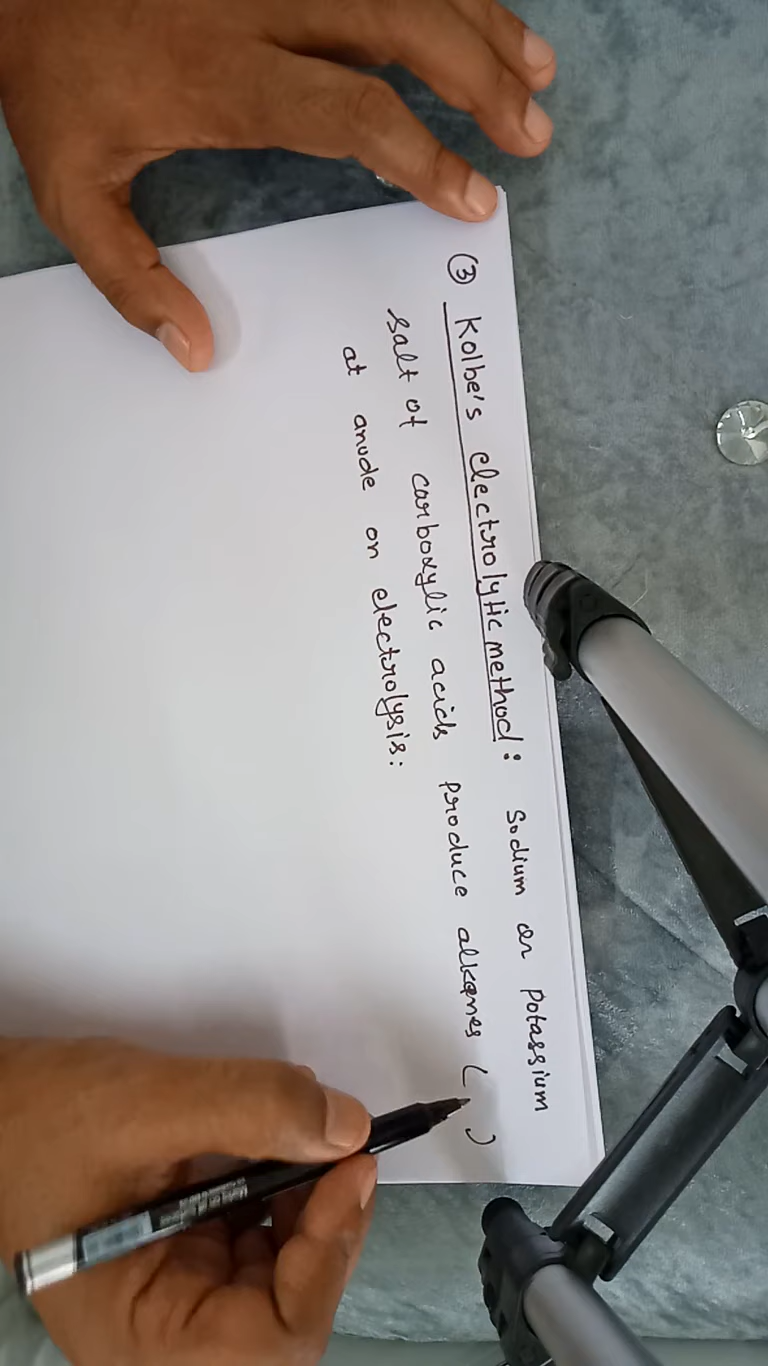 ③ Kolbe's electrolytic method: Sodium or Potassium
salt of carboxylic acids produce alkanes ( )
at anode on electrolysis: